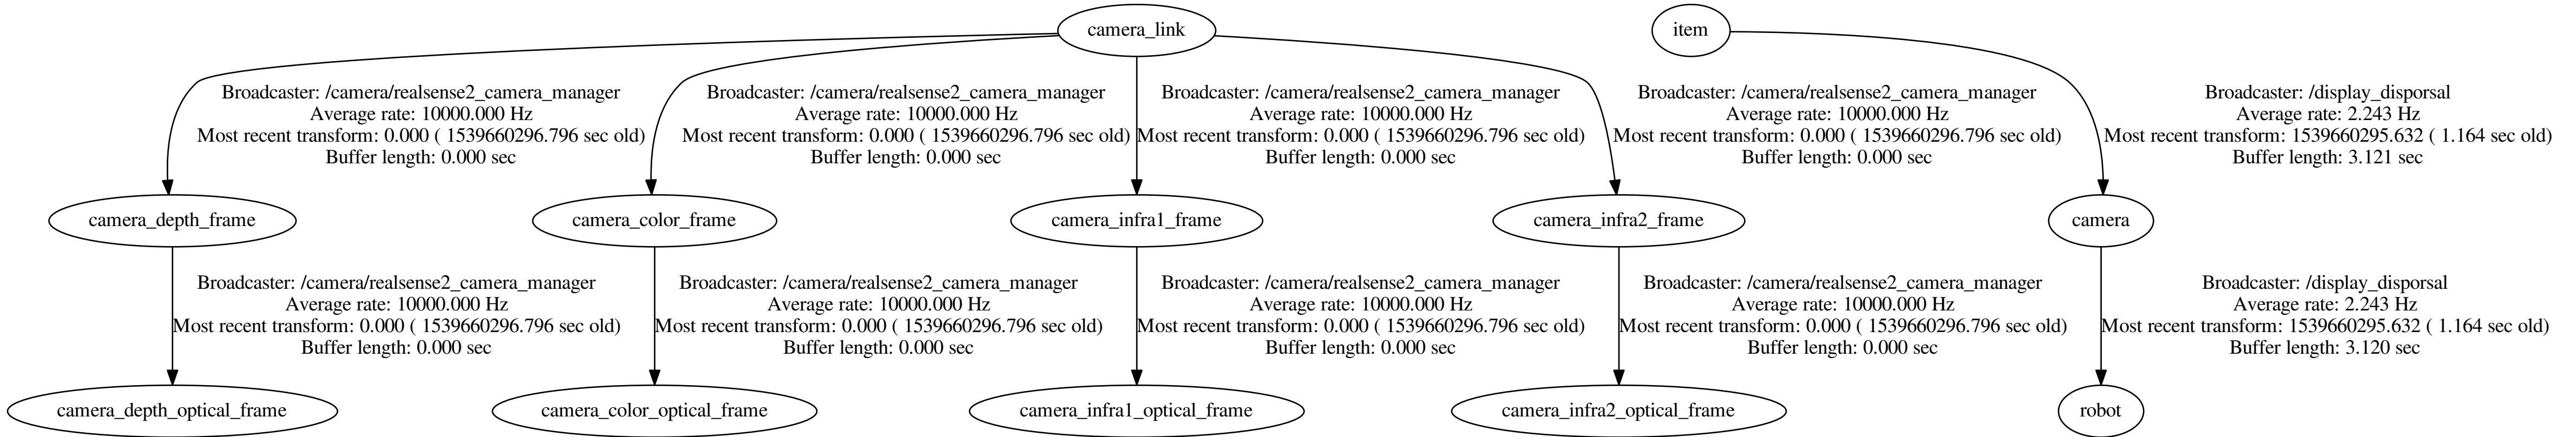 camera_link
item
Broadcaster: /camera/realsense2_camera_manager
Average rate: 10000.000 Hz
Most recent transform: 0.000 ( 1539660296.796 sec old)
Buffer length: 0.000 sec
Broadcaster: /camera/realsense2_camera_manager
Average rate: 10000.000 Hz
Most recent transform: 0.000 ( 1539660296.796 sec old)
Buffer length: 0.000 sec
Broadcaster: /camera/realsense2_camera_manager
Average rate: 10000.000 Hz
Most recent transform: 0.000 ( 1539660296.796 sec old)
Buffer length: 0.000 sec
Broadcaster: /camera/realsense2_camera_manager
Average rate: 10000.000 Hz
Most recent transform: 0.000 ( 1539660296.796 sec old)
Buffer length: 0.000 sec
Broadcaster: /display_disporsal
Average rate: 2.243 Hz
Most recent transform: 1539660295.632 ( 1.164 sec old)
Buffer length: 3.121 sec
camera_depth_frame
camera_color_frame
camera_infra1_frame
camera_infra2_frame
camera
Broadcaster: /camera/realsense2_camera_manager
Average rate: 10000.000 Hz
Most recent transform: 0.000 ( 1539660296.796 sec old)
Buffer length: 0.000 sec
Broadcaster: /camera/realsense2_camera_manager
Average rate: 10000.000 Hz
Most recent transform: 0.000 ( 1539660296.796 sec old)
Buffer length: 0.000 sec
Broadcaster: /camera/realsense2_camera_manager
Average rate: 10000.000 Hz
Most recent transform: 0.000 ( 1539660296.796 sec old)
Buffer length: 0.000 sec
Broadcaster: /camera/realsense2_camera_manager
Average rate: 10000.000 Hz
Most recent transform: 0.000 ( 1539660296.796 sec old)
Buffer length: 0.000 sec
Broadcaster: /display_disporsal
Average rate: 2.243 Hz
Most recent transform: 1539660295.632 ( 1.164 sec old)
Buffer length: 3.120 sec
camera_depth_optical_frame
camera_color_optical_frame
camera_infra1_optical_frame
camera_infra2_optical_frame
robot